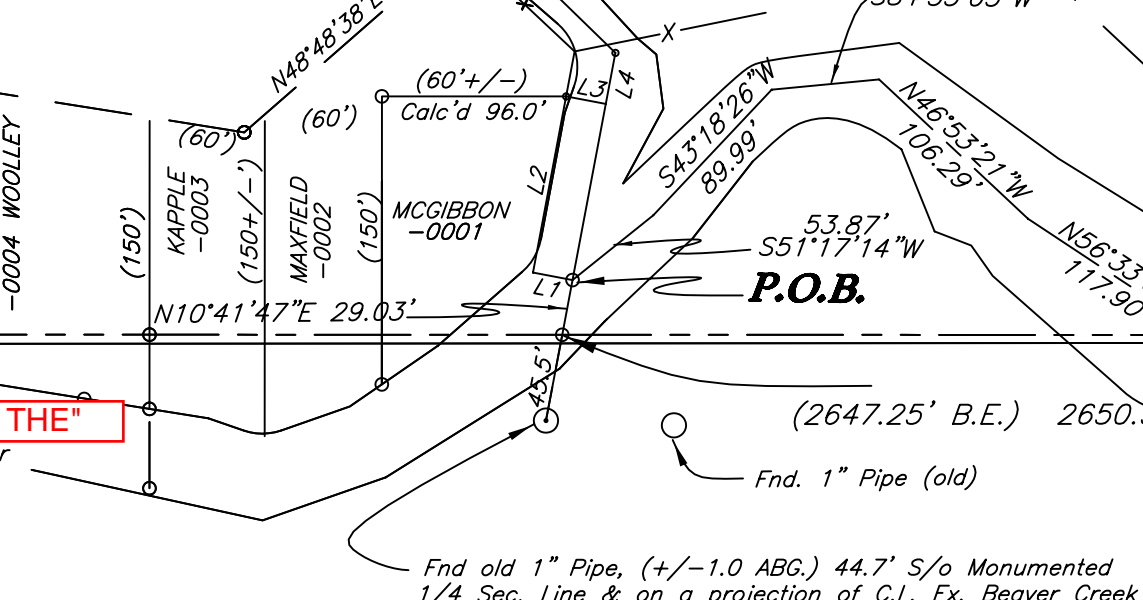 N48°48'38"E
X
(60'+/-)
L3
L4
Calc'd 96.0'
(60')
(60')
S43°18'26"W
89.99'
N46°53'21"W
106.29'
-0004 WOOLLEY
(150')
KAPPLE
-0003
(150+/-')
MAXFIELD
-0002
(150')
MCGIBBON
-0001
L2
53.87'
S51°17'14"W
117.90
P.O.B.
L1
N10°41'47"E 29.03'
45.5'
THE"
(2647.25' B.E.)
Fnd. 1" Pipe (old)
Fnd old 1" Pipe, (+/-1.0 ABG.) 44.7' S/o Monumented
1/4 Sec. Line & on a projection of C.L. Ex. Beaver Creek